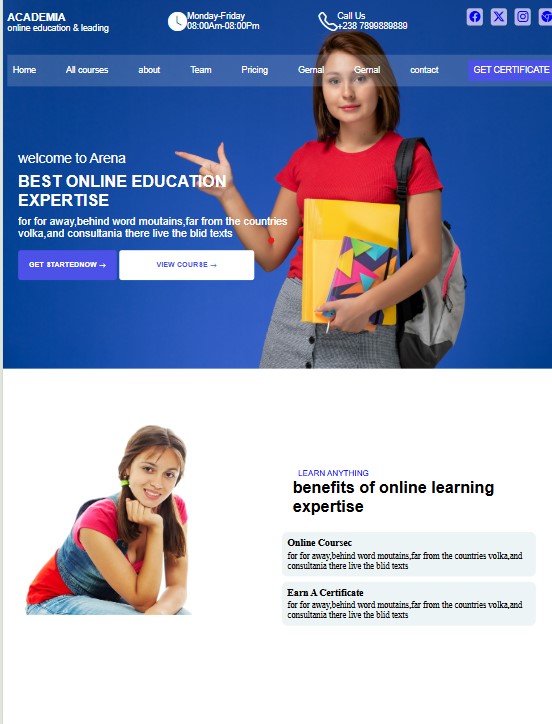 ACADEMIA
online education & leading
Monday-Friday
08:00Am-08:00Pm
Call Us
+238 7899889889
Home All courses about Team Pricing Gernal Gernal contact GET CERTIFICATE
welcome to Arena
BEST ONLINE EDUCATION
EXPERTISE
for for away,behind word moutains,far from the countries
volka,and consultania there live the blid texts
GET STARTEDNOW → VIEW COURSE →
LEARN ANYTHING
benefits of online learning
expertise
Online Coursec
for for away,behind word moutains,far from the countries volka,and
consultania there live the blid texts
Earn A Certificate
for for away,behind word moutains,far from the countries volka,and
consultania there live the blid texts